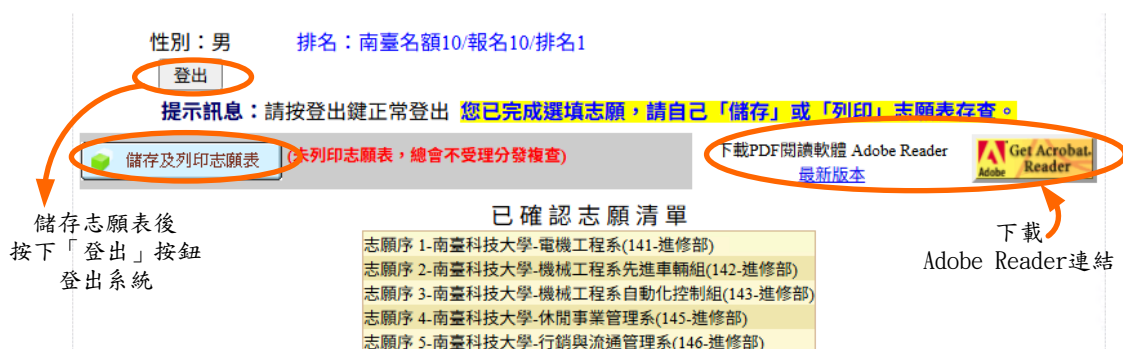 性別：男 排名：南臺名額10/報名10/排名1
登出
提示訊息：請按登出鍵正常登出 您已完成選填志願，請自己「儲存」或「列印」志願表存查。
儲存及列印志願表 (未列印志願表，總會不受理分發複查)
下載PDF閱讀軟體 Adobe Reader
最新版本
Get Acrobat
Reader
Adobe
儲存志願表後
按下「登出」按鈕
登出系統
已確認志願清單
志願序 1-南臺科技大學-電機工程系(141-進修部)
志願序 2-南臺科技大學-機械工程系先進車輛組(142-進修部)
志願序 3-南臺科技大學-機械工程系自動化控制組(143-進修部)
志願序 4-南臺科技大學-休閒事業管理系(145-進修部)
志願序 5-南臺科技大學-行銷與流通管理系(146-進修部)
下載
Adobe Reader連結